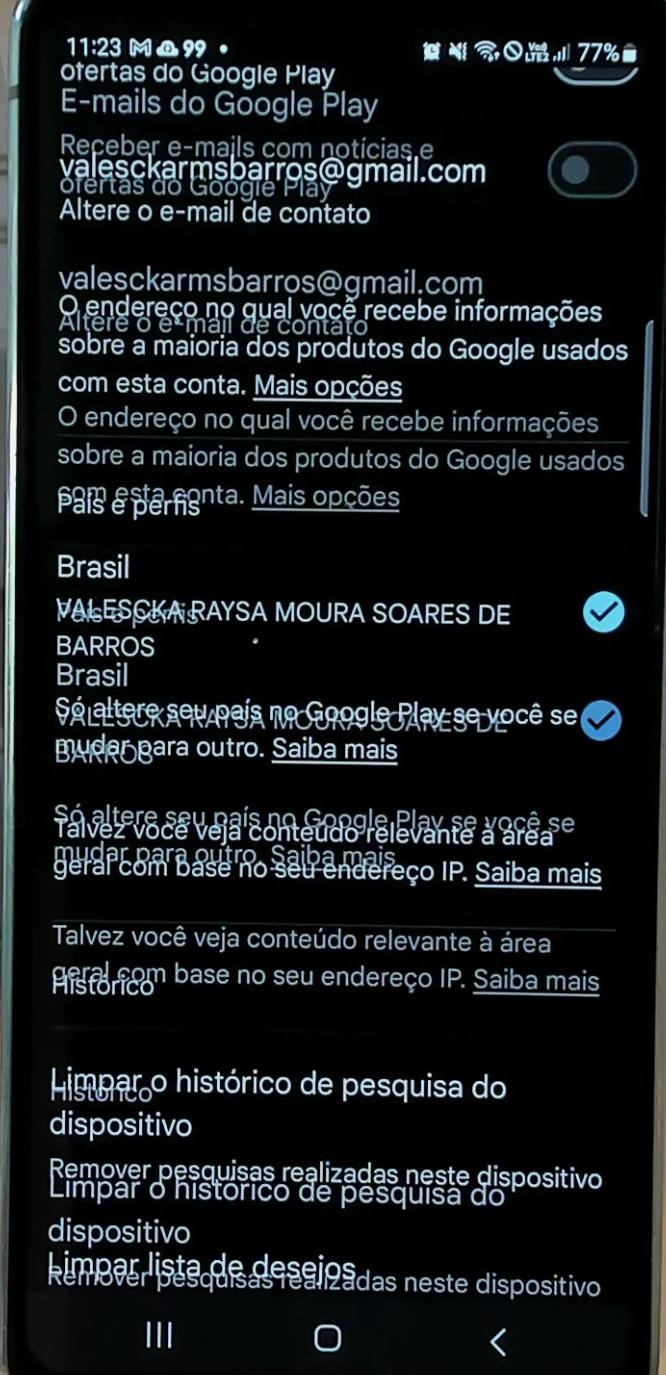 11:23 99 77%
ofertas do Google Play
E-mails do Google Play
Receber e-mails com notícias e
valesckarmsbarros@gmail.com
ofertas do Google Play
Altere o e-mail de contato
valesckarmsbarros@gmail.com
O endereço no qual você recebe informações
Altere o e-mail de contato
sobre a maioria dos produtos do Google usados
com esta conta. Mais opções
O endereço no qual você recebe informações
sobre a maioria dos produtos do Google usados
com esta conta. Mais opções
País e perfis
Brasil
VALESCKA RAYSA MOURA SOARES DE
País e perfis
BARROS
Brasil
Só altere seu país no Google Play se você se
VALESCKA RAYSA MOURA SOARES DE
mudar para outro. Saiba mais
BARROS
Só altere seu país no Google Play se você se
Talvez você veja conteúdo relevante à área
mudar para outro. Saiba mais
geral com base no seu endereço IP. Saiba mais
Talvez você veja conteúdo relevante à área
geral com base no seu endereço IP. Saiba mais
Histórico
Limpar o histórico de pesquisa do
Histórico
dispositivo
Remover pesquisas realizadas neste dispositivo
Limpar o histórico de pesquisa do
dispositivo
Limpar lista de desejos
Remover pesquisas realizadas neste dispositivo